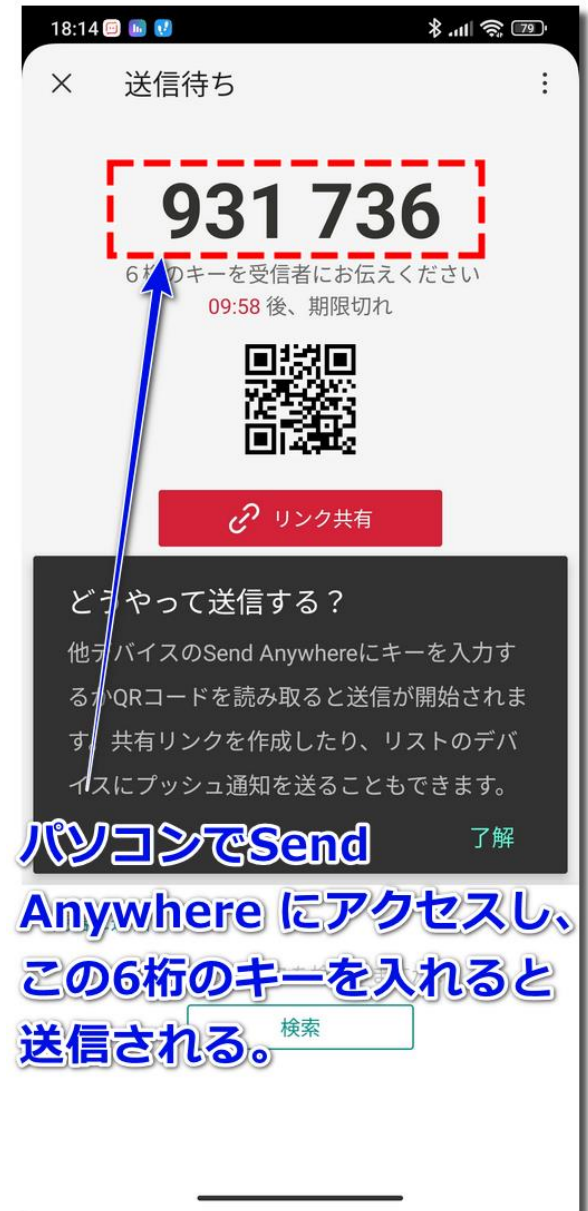 18:14
79
送信待ち
931 736
6桁のキーを受信者にお伝えください
09:58 後、期限切れ
リンク共有
どうやって送信する？
他デバイスのSend Anywhereにキーを入力す
るかQRコードを読み取ると送信が開始されま
す。共有リンクを作成したり、リストのデバ
イスにプッシュ通知を送ることもできます。
了解
パソコンでSend
Anywhere にアクセスし、
この6桁のキーを入れると
送信される。
検索